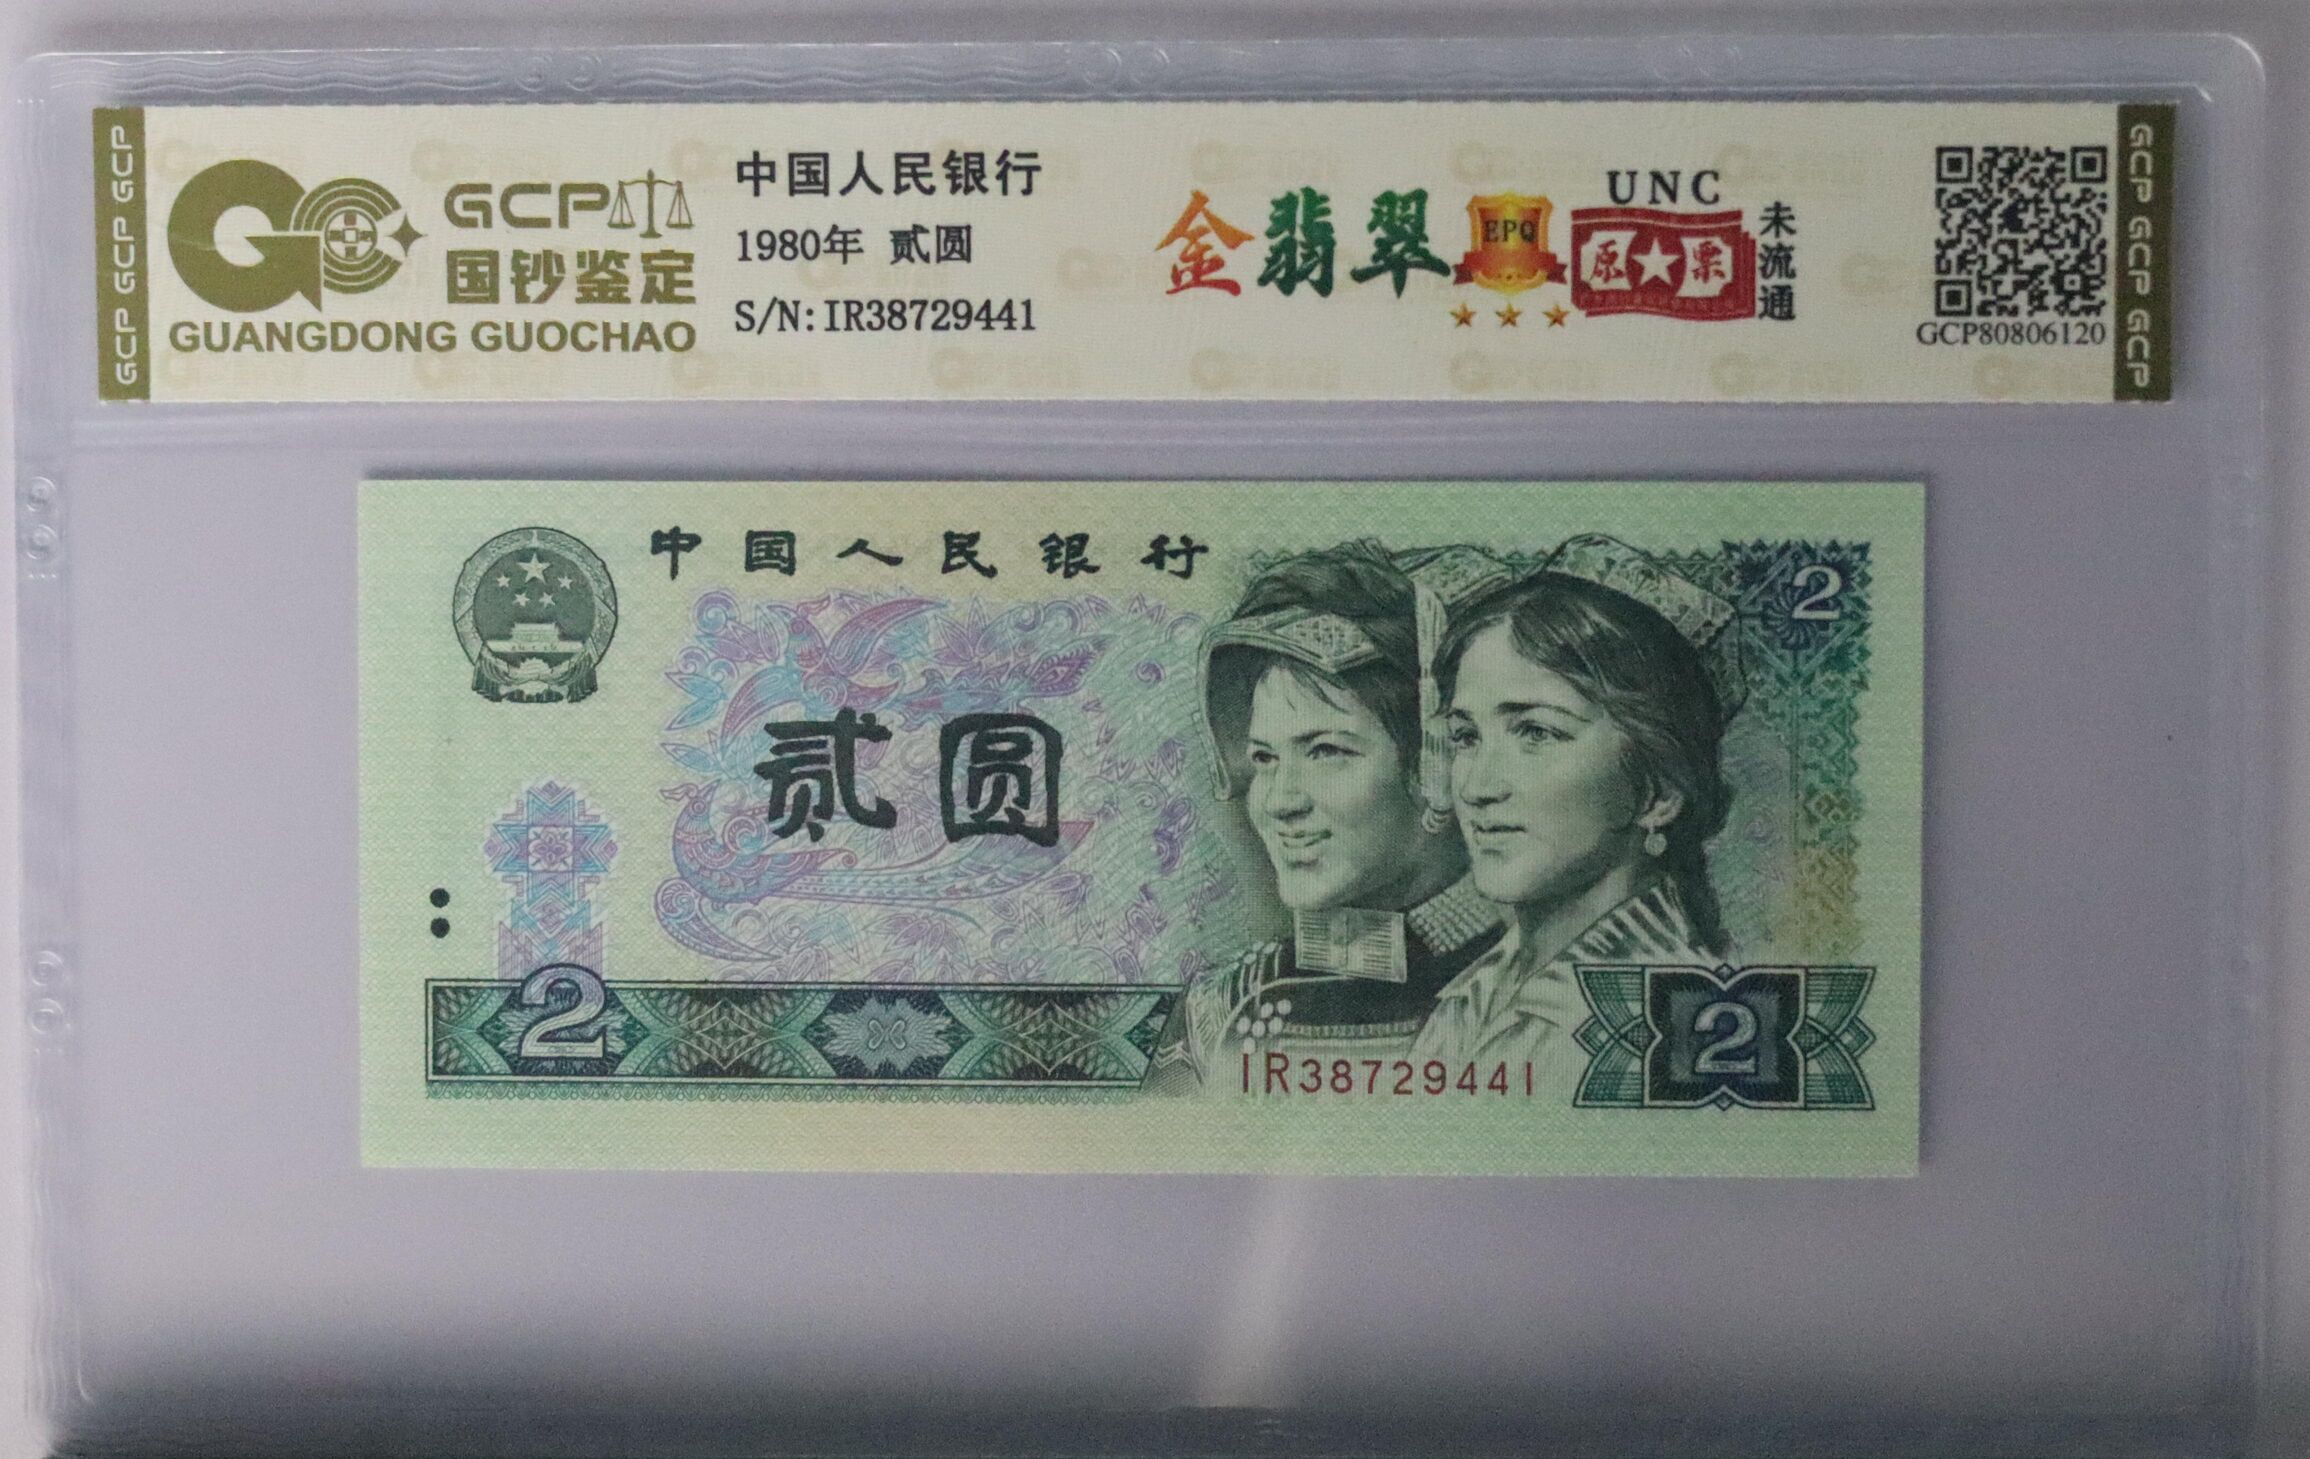 GCP GCP GCP
GCP
国钞鉴定
GUANGDONG GUOCHAO
中国人民银行
1980年 贰圆
S/N:IR38729441
金翡翠
EPQ
UNC
原票
未流通
GCP80806120
GCP GCP GCP
中国人民银行
2
贰圆
2
IR38729441
2